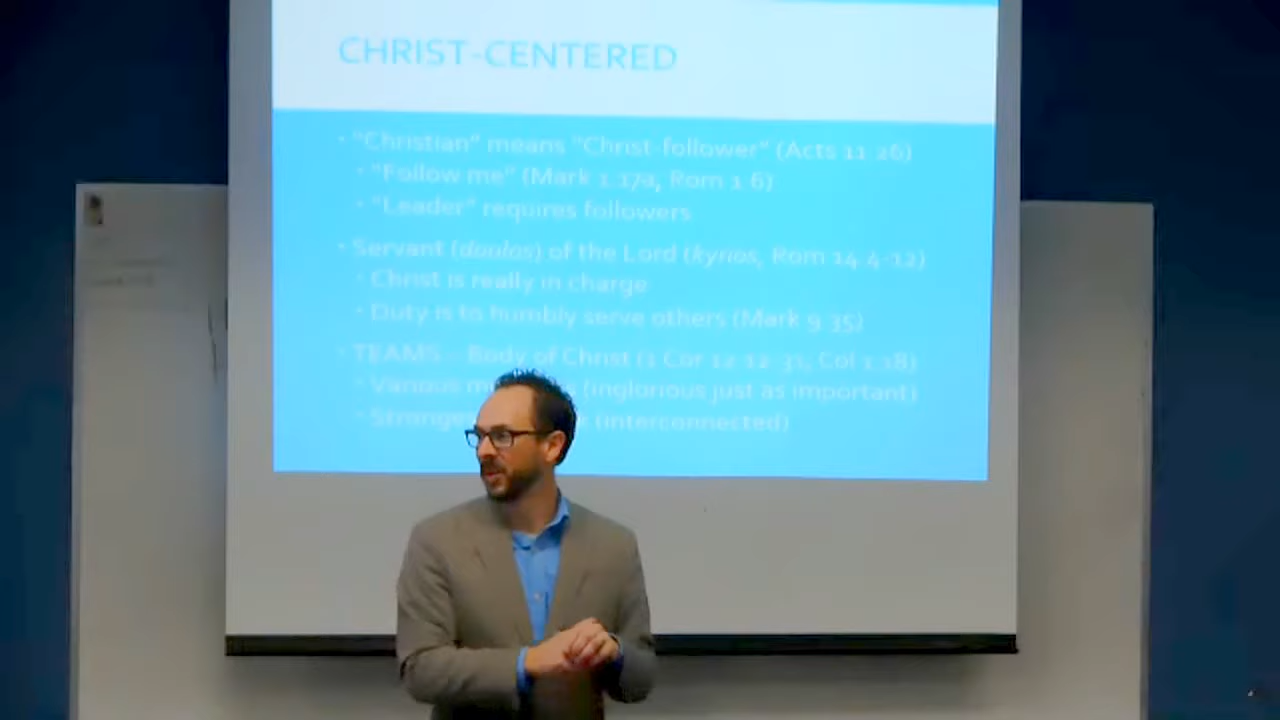 CHRIST-CENTERED
• "Christian" means "Christ-follower" (Acts 11.26)
• "Follow me" (Mark 1.17a, Rom 1.6)
• "Leader" requires followers
• Servant (doulos) of the Lord (kyrios, Rom 14.4-12)
• Christ is really in charge
• Duty is to humbly serve others (Mark 9.35)
• TEAMS Body of Christ (1 Cor 12.12-31, Col 1.18)
• Various (inglorious just as important)
• (interconnected)